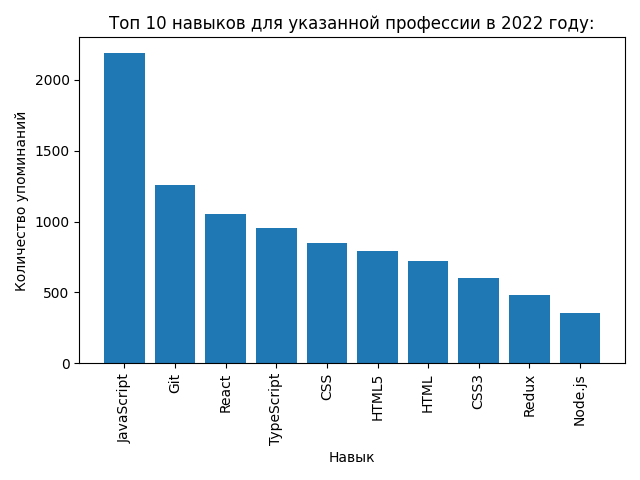 Топ 10 навыков для указанной профессии в 2022 году:
Количество упоминаний
2000
1500
1000
500
0
JavaScript
Git
React
TypeScript
CSS
HTML5
HTML
CSS3
Redux
Node.js
Навык